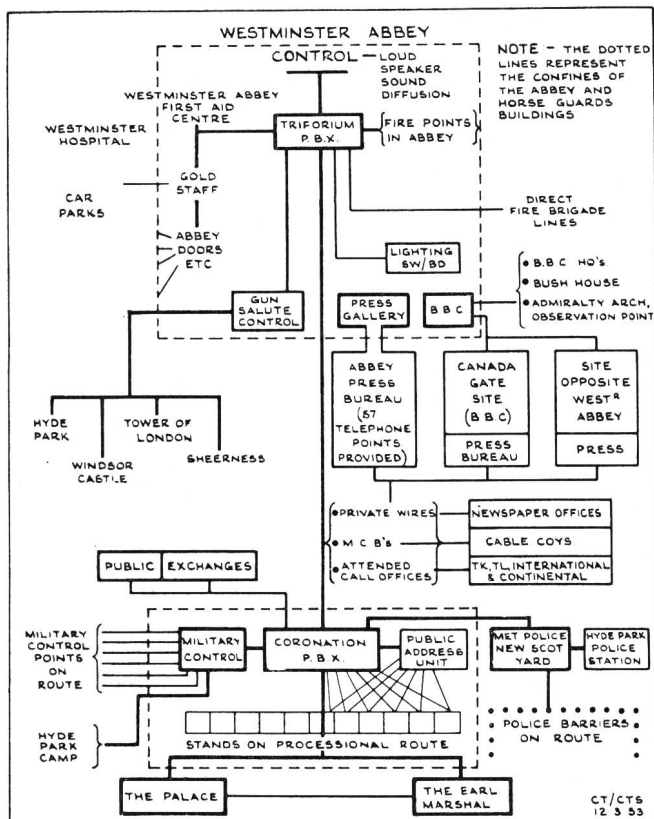 WESTMINSTER ABBEY
CONTROL — LOUD
SPEAKER
SOUND
DIFFUSION
NOTE :- THE DOTTED
LINES REPRESENT
THE CONFINES OF
THE ABBEY AND
HORSE GUARDS
BUILDINGS
WESTMINSTER ABBEY
FIRST AID
CENTRE
WESTMINSTER
HOSPITAL
TRIFORIUM
P.B.X.
FIRE POINTS
IN ABBEY
GOLD
STAFF
CAR
PARKS
ABBEY
DOORS
ETC
DIRECT
FIRE BRIGADE
LINES
LIGHTING
SW/BD
GUN
SALUTE
CONTROL
PRESS
GALLERY
B B C
• B.B.C HQ's.
• BUSH HOUSE
• ADMIRALTY ARCH,
OBSERVATION POINT
HYDE
PARK
WINDSOR
CASTLE
TOWER OF
LONDON
SHEERNESS
ABBEY
PRESS
BUREAU
(57
TELEPHONE
POINTS
PROVIDED)
CANADA
GATE
SITE
(B B C)
PRESS
BUREAU
SITE
OPPOSITE
WESTR
ABBEY
PRESS
• PRIVATE WIRES
• M C B's
• ATTENDED
CALL OFFICES
NEWSPAPER OFFICES
CABLE COYS
TK, TL, INTERNATIONAL
& CONTINENTAL
PUBLIC
EXCHANGES
MILITARY
CONTROL
POINTS
ON
ROUTE
MILITARY
CONTROL
CORONATION
P.B.X.
PUBLIC
ADDRESS
UNIT
MET POLICE
NEW SCOT
YARD
HYDE PARK
POLICE
STATION
HYDE
PARK
CAMP
STANDS ON PROCESSIONAL ROUTE
POLICE BARRIERS
ON ROUTE
THE PALACE
THE EARL
MARSHAL
CT/CTS
12 3 53